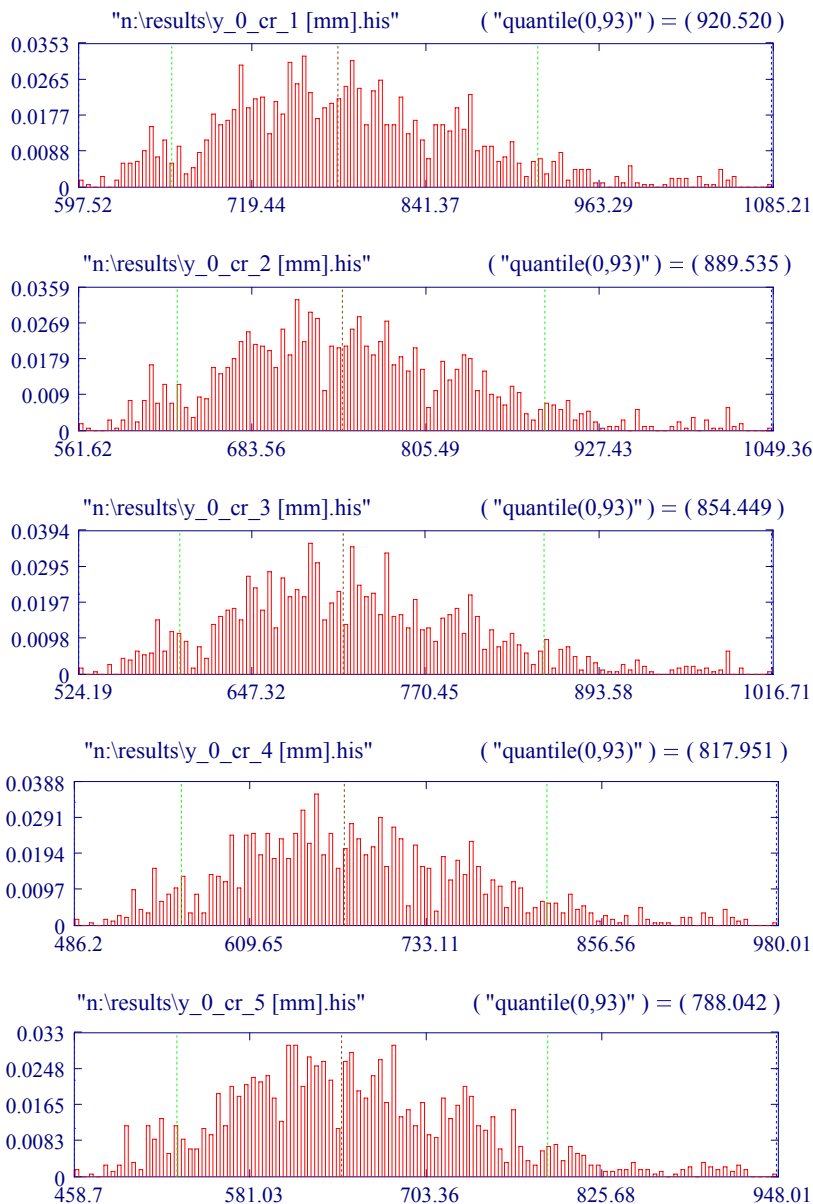 "n:\results\y_0_cr_1 [mm].his" ( "quantile(0,93)" ) = ( 920.520 )
0.0353
0.0265
0.0177
0.0088
0
597.52 719.44 841.37 963.29 1085.21
"n:\results\y_0_cr_2 [mm].his" ( "quantile(0,93)" ) = ( 889.535 )
0.0359
0.0269
0.0179
0.009
0
561.62 683.56 805.49 927.43 1049.36
"n:\results\y_0_cr_3 [mm].his" ( "quantile(0,93)" ) = ( 854.449 )
0.0394
0.0295
0.0197
0.0098
0
524.19 647.32 770.45 893.58 1016.71
"n:\results\y_0_cr_4 [mm].his" ( "quantile(0,93)" ) = ( 817.951 )
0.0388
0.0291
0.0194
0.0097
0
486.2 609.65 733.11 856.56 980.01
"n:\results\y_0_cr_5 [mm].his" ( "quantile(0,93)" ) = ( 788.042 )
0.033
0.0248
0.0165
0.0083
0
458.7 581.03 703.36 825.68 948.01